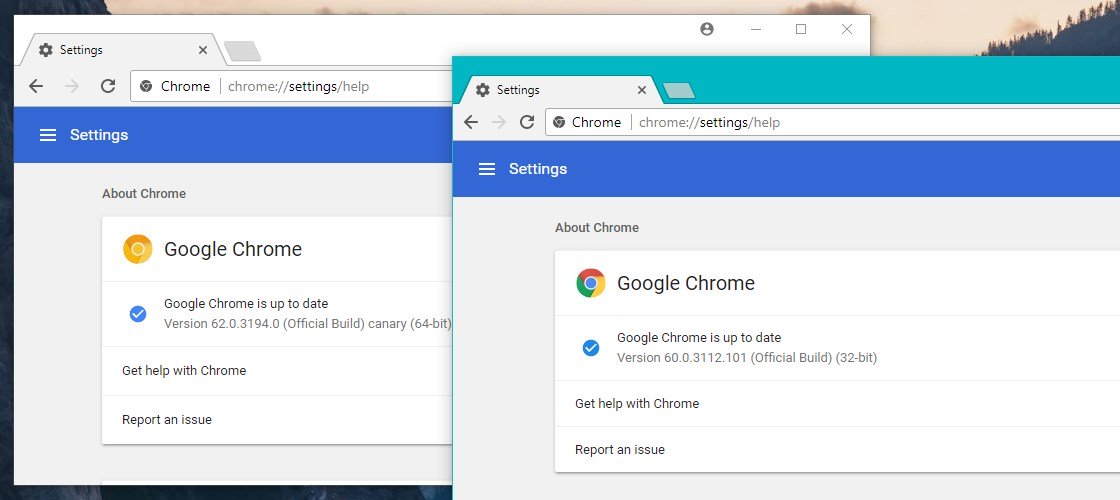 Settings
Chrome | chrome://settings/help
Settings
About Chrome
Google Chrome
Google Chrome is up to date
Version 62.0.3194.0 (Official Build) canary (64-bit)
Get help with Chrome
Report an issue
Settings
Chrome | chrome://settings/help
Settings
About Chrome
Google Chrome
Google Chrome is up to date
Version 60.0.3112.101 (Official Build) (32-bit)
Get help with Chrome
Report an issue